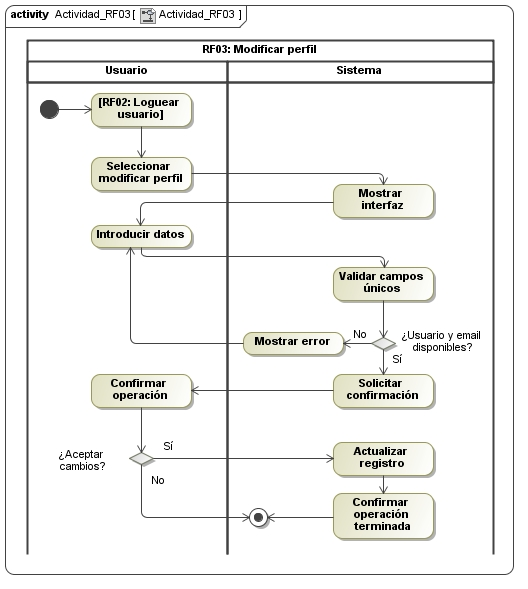 activity Actividad_RF03 [ Actividad_RF03 ]
RF03: Modificar perfil
Usuario
Sistema
[RF02: Loguear
usuario]
Seleccionar
modificar perfil
Mostrar
interfaz
Introducir datos
Validar campos
únicos
¿Usuario y email
disponibles?
No
Mostrar error
Sí
Solicitar
confirmación
Confirmar
operación
¿Aceptar
cambios?
Sí
No
Actualizar
registro
Confirmar
operación
terminada